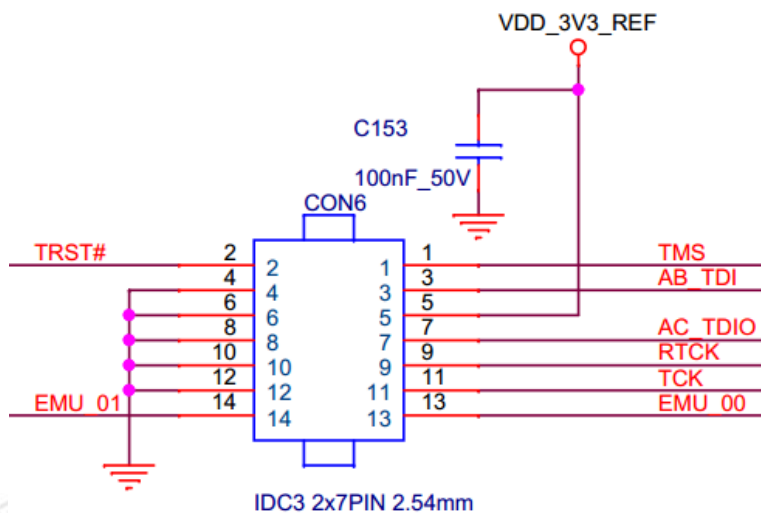 VDD_3V3_REF
C153
100nF_50V
CON6
TRST# 2 2 1 1 TMS
4 4 3 3 AB_TDI
6 6 5 5
8 8 7 7 AC_TDIO
10 10 9 9 RTCK
12 12 11 11 TCK
EMU_01 14 14 13 13 EMU_00
IDC3 2x7PIN 2.54mm